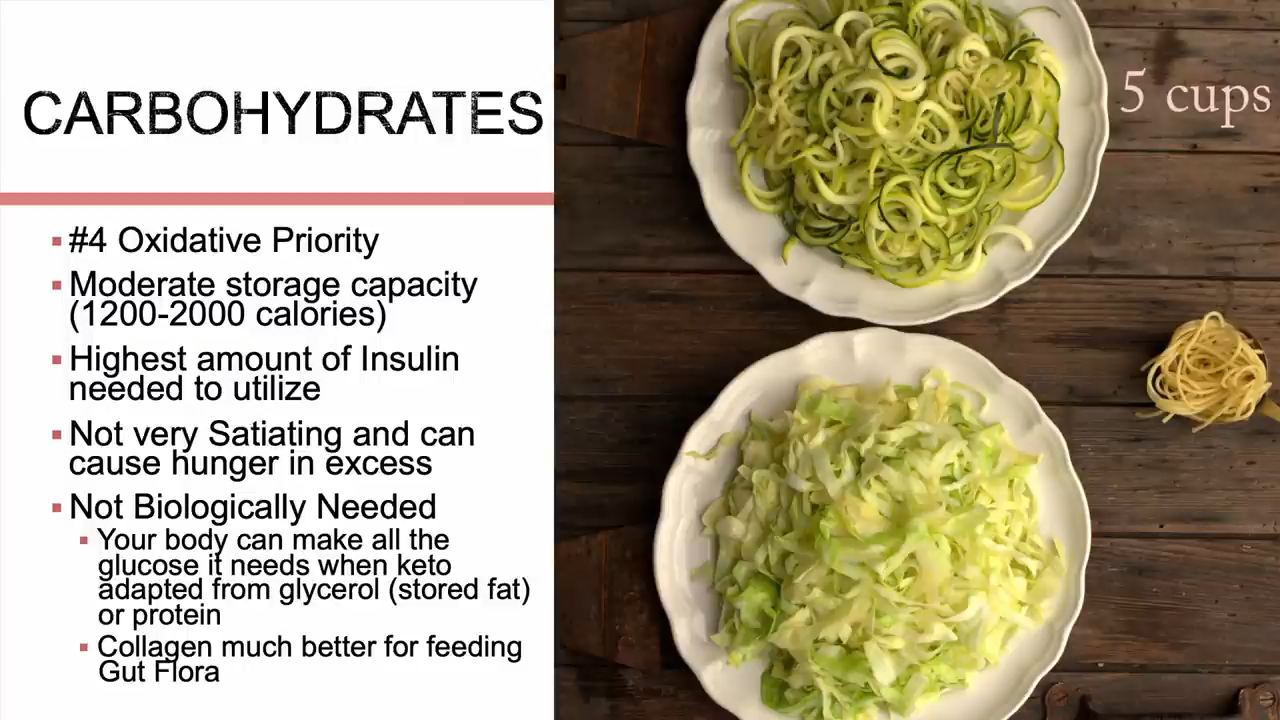 CARBOHYDRATES
5 cups
#4 Oxidative Priority
Moderate storage capacity
(1200-2000 calories)
Highest amount of Insulin
needed to utilize
Not very Satiating and can
cause hunger in excess
Not Biologically Needed
Your body can make all the
glucose it needs when keto
adapted from glycerol (stored fat)
or protein
Collagen much better for feeding
Gut Flora